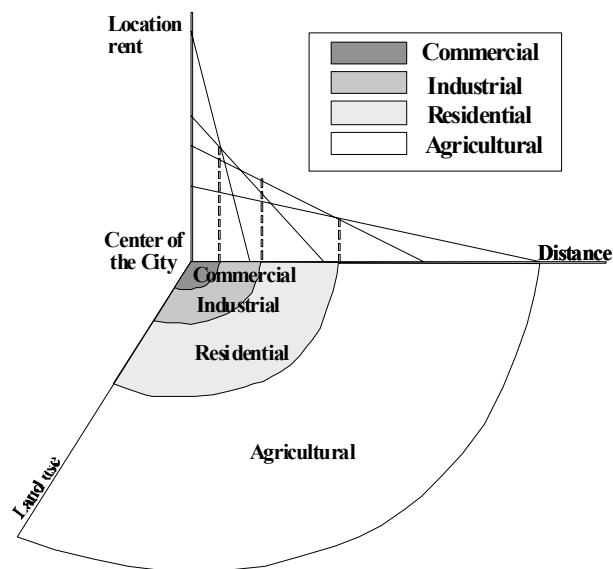 Location
rent
Commercial
Industrial
Residential
Agricultural
Center of
the City
Distance
Commercial
Industrial
Residential
Agricultural
Land use